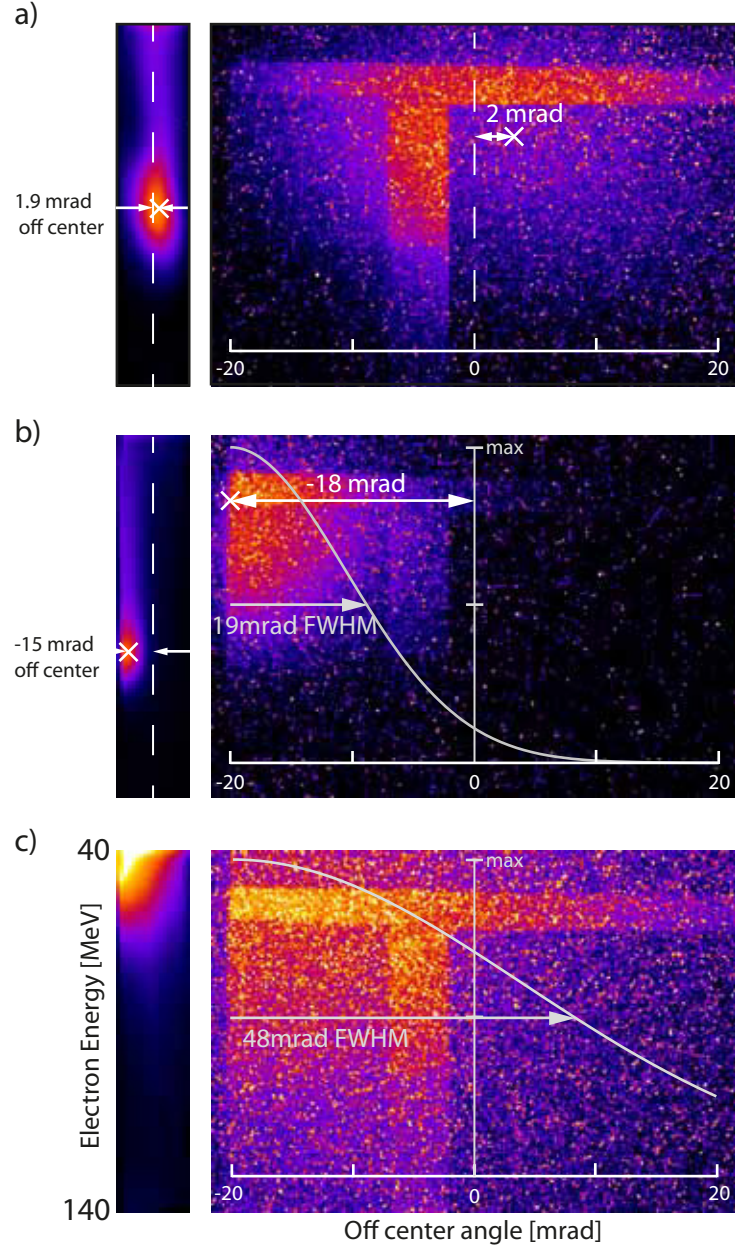 a)
2 mrad
1.9 mrad
off center
-20
0
20
b)
max
-18 mrad
19mrad FWHM
-15 mrad
off center
-20
0
20
c)
40
max
Electron Energy [MeV]
48mrad FWHM
140
-20
0
20
Off center angle [mrad]